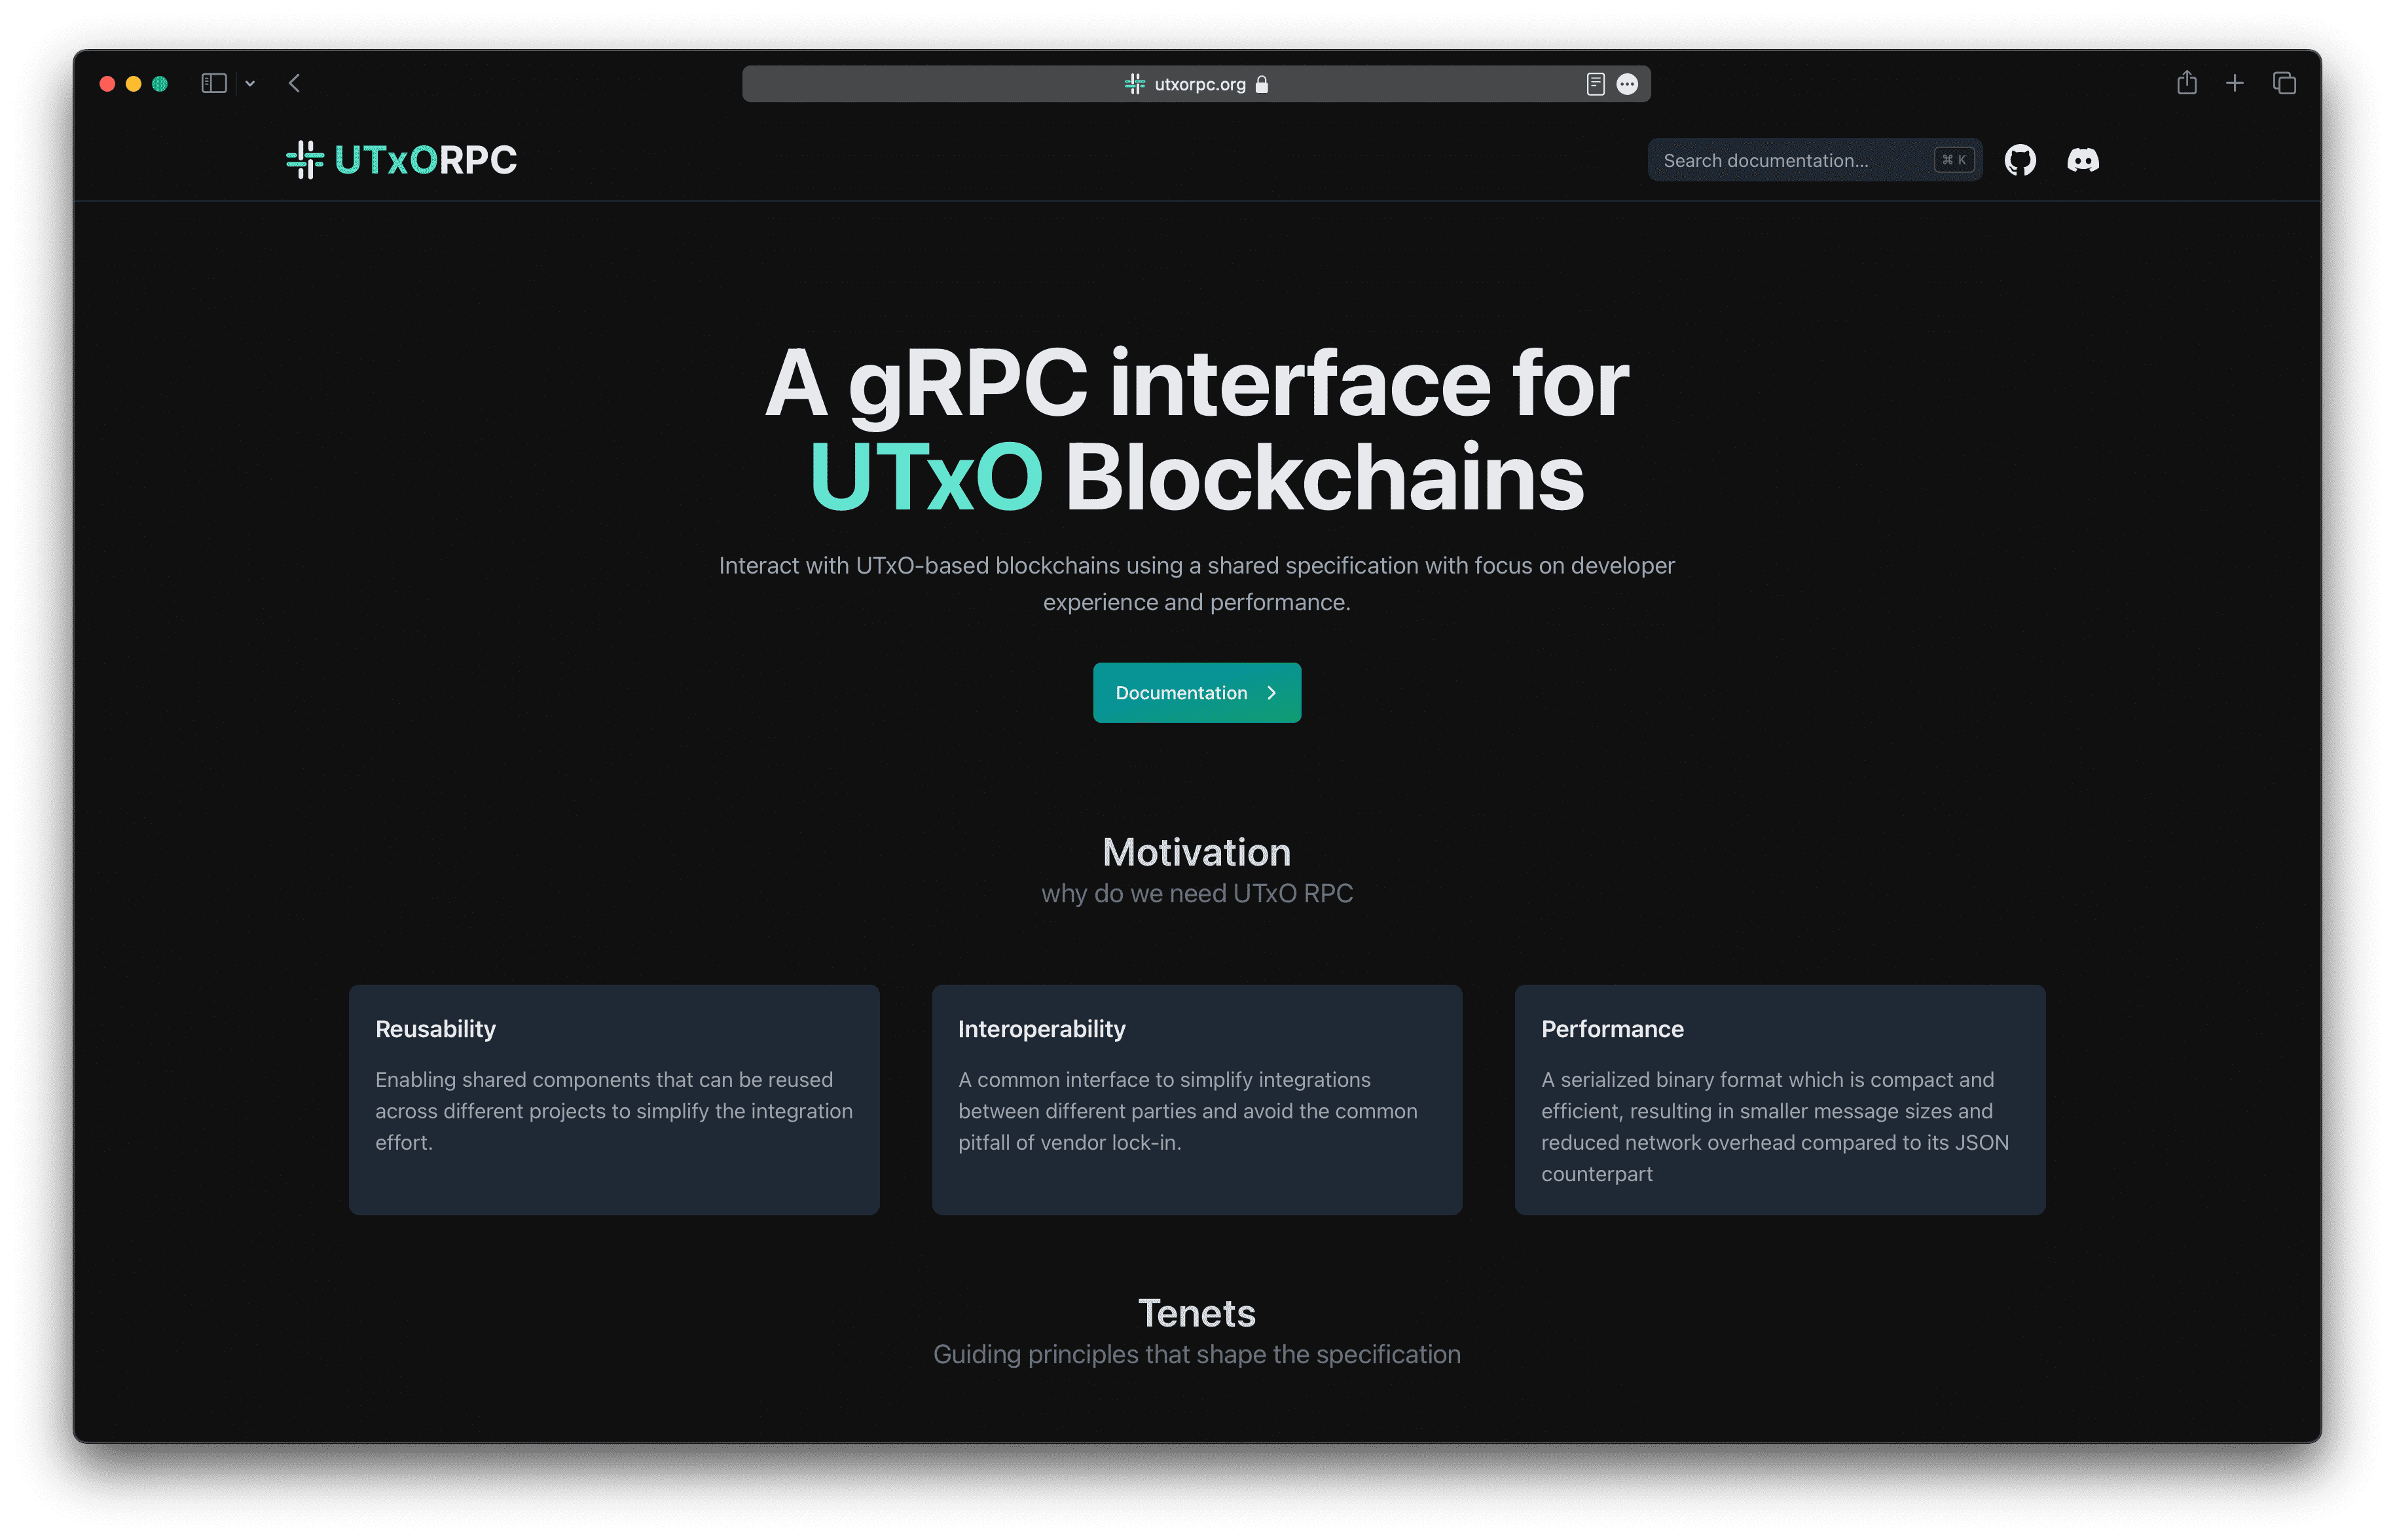 utxorpc.org
UTxORPC
Search documentation...
⌘ K
A gRPC interface for
UTxO Blockchains
Interact with UTxO-based blockchains using a shared specification with focus on developer
experience and performance.
Documentation
Motivation
why do we need UTxO RPC
Reusability
Enabling shared components that can be reused
across different projects to simplify the integration
effort.
Interoperability
A common interface to simplify integrations
between different parties and avoid the common
pitfall of vendor lock-in.
Performance
A serialized binary format which is compact and
efficient, resulting in smaller message sizes and
reduced network overhead compared to its JSON
counterpart
Tenets
Guiding principles that shape the specification